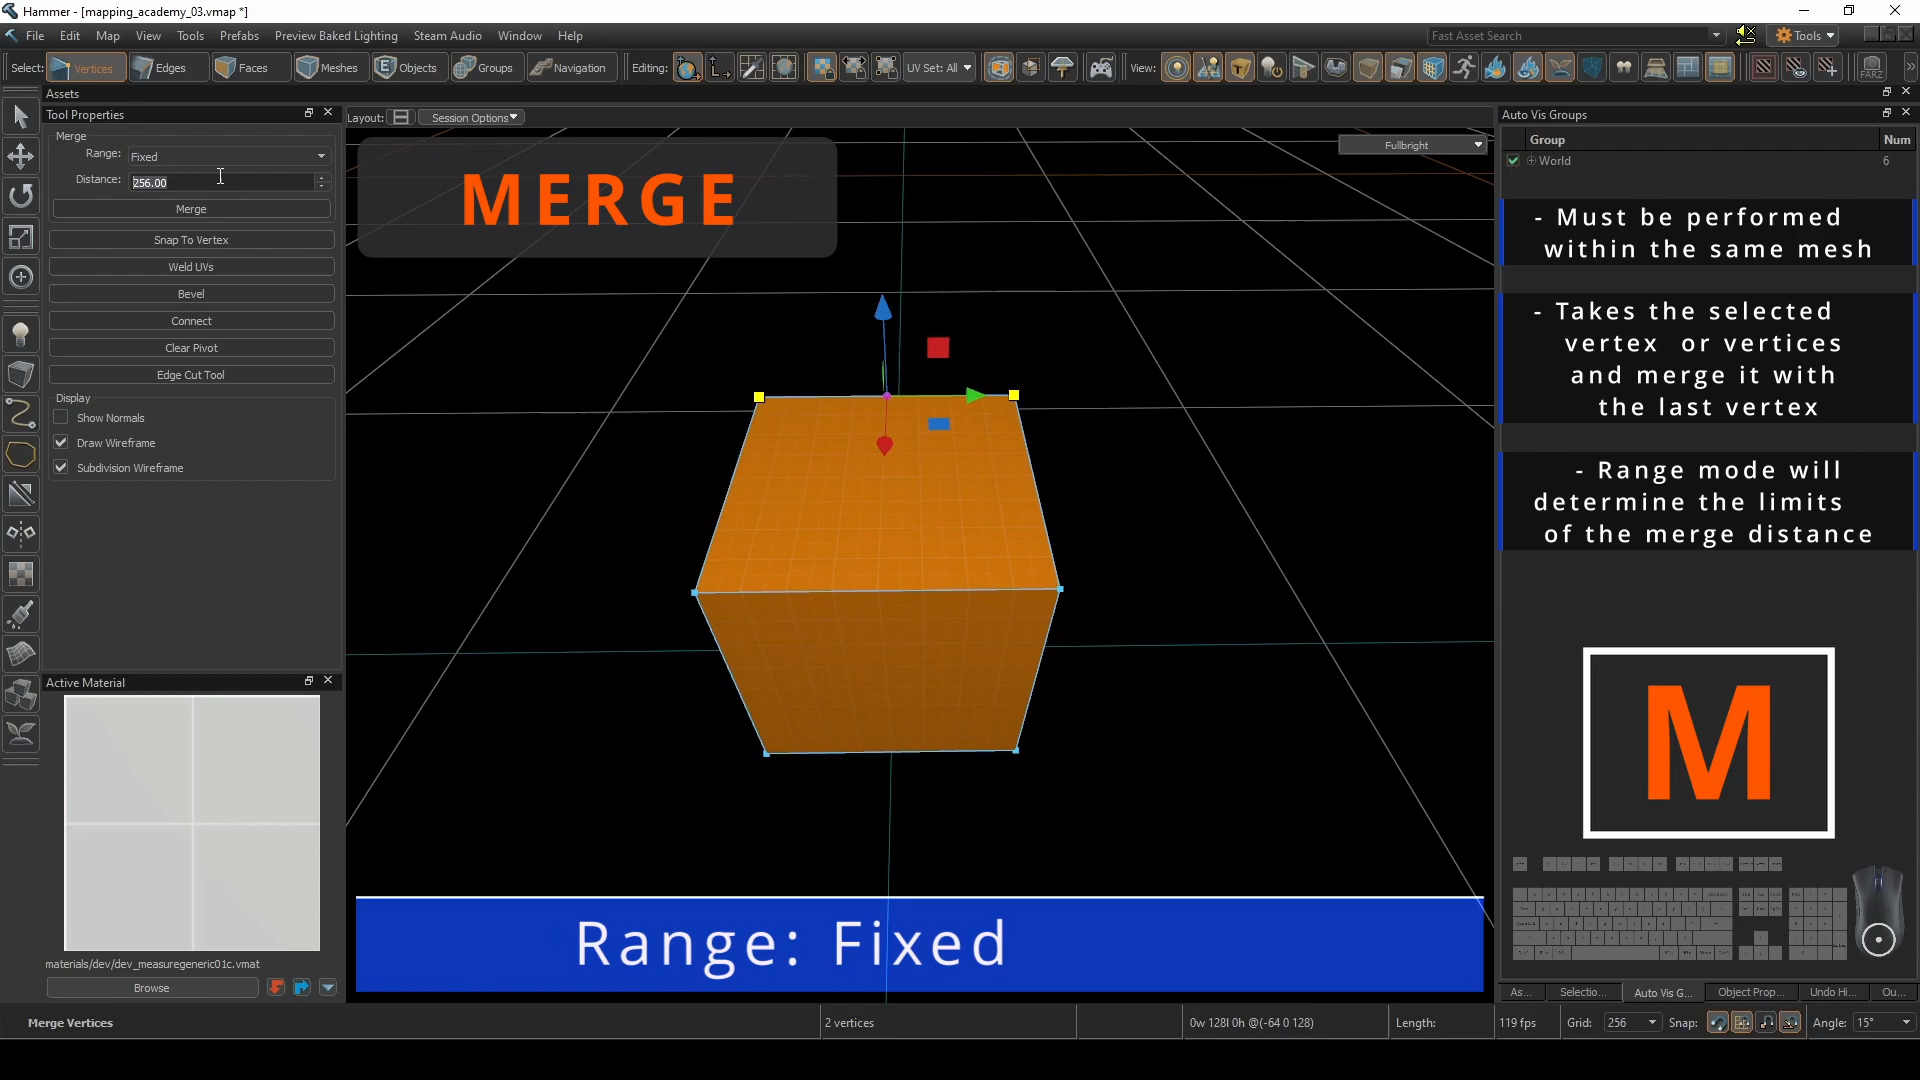 Hammer - [mapping_academy_03.vmap *]
File Edit Map View Tools Prefabs Preview Baked Lighting Steam Audio Window Help
Fast Asset Search
Tools
Select: Vertices Edges Faces Meshes Objects Groups Navigation Editing: UV Set: All View: FARZ
Assets
Tool Properties
Merge
Range: Fixed
Distance: 256.00
Merge
Snap To Vertex
Weld UVs
Bevel
Connect
Clear Pivot
Edge Cut Tool
Display
Show Normals
Draw Wireframe
Subdivision Wireframe
Active Material
materials/dev/dev_measuregeneric01c.vmat
Browse
Layout: Session Options
Fullbright
MERGE
Range: Fixed
Auto Vis Groups
Group Num
World 6
- Must be performed
within the same mesh
- Takes the selected
vertex or vertices
and merge it with
the last vertex
- Range mode will
determine the limits
of the merge distance
M
As... Selectio... Auto Vis G... Object Prop... Undo Hi... Ou...
Merge Vertices 2 vertices 0w 128l 0h @(-64 0 128) Length: 119 fps Grid: 256 Snap: Angle: 15°